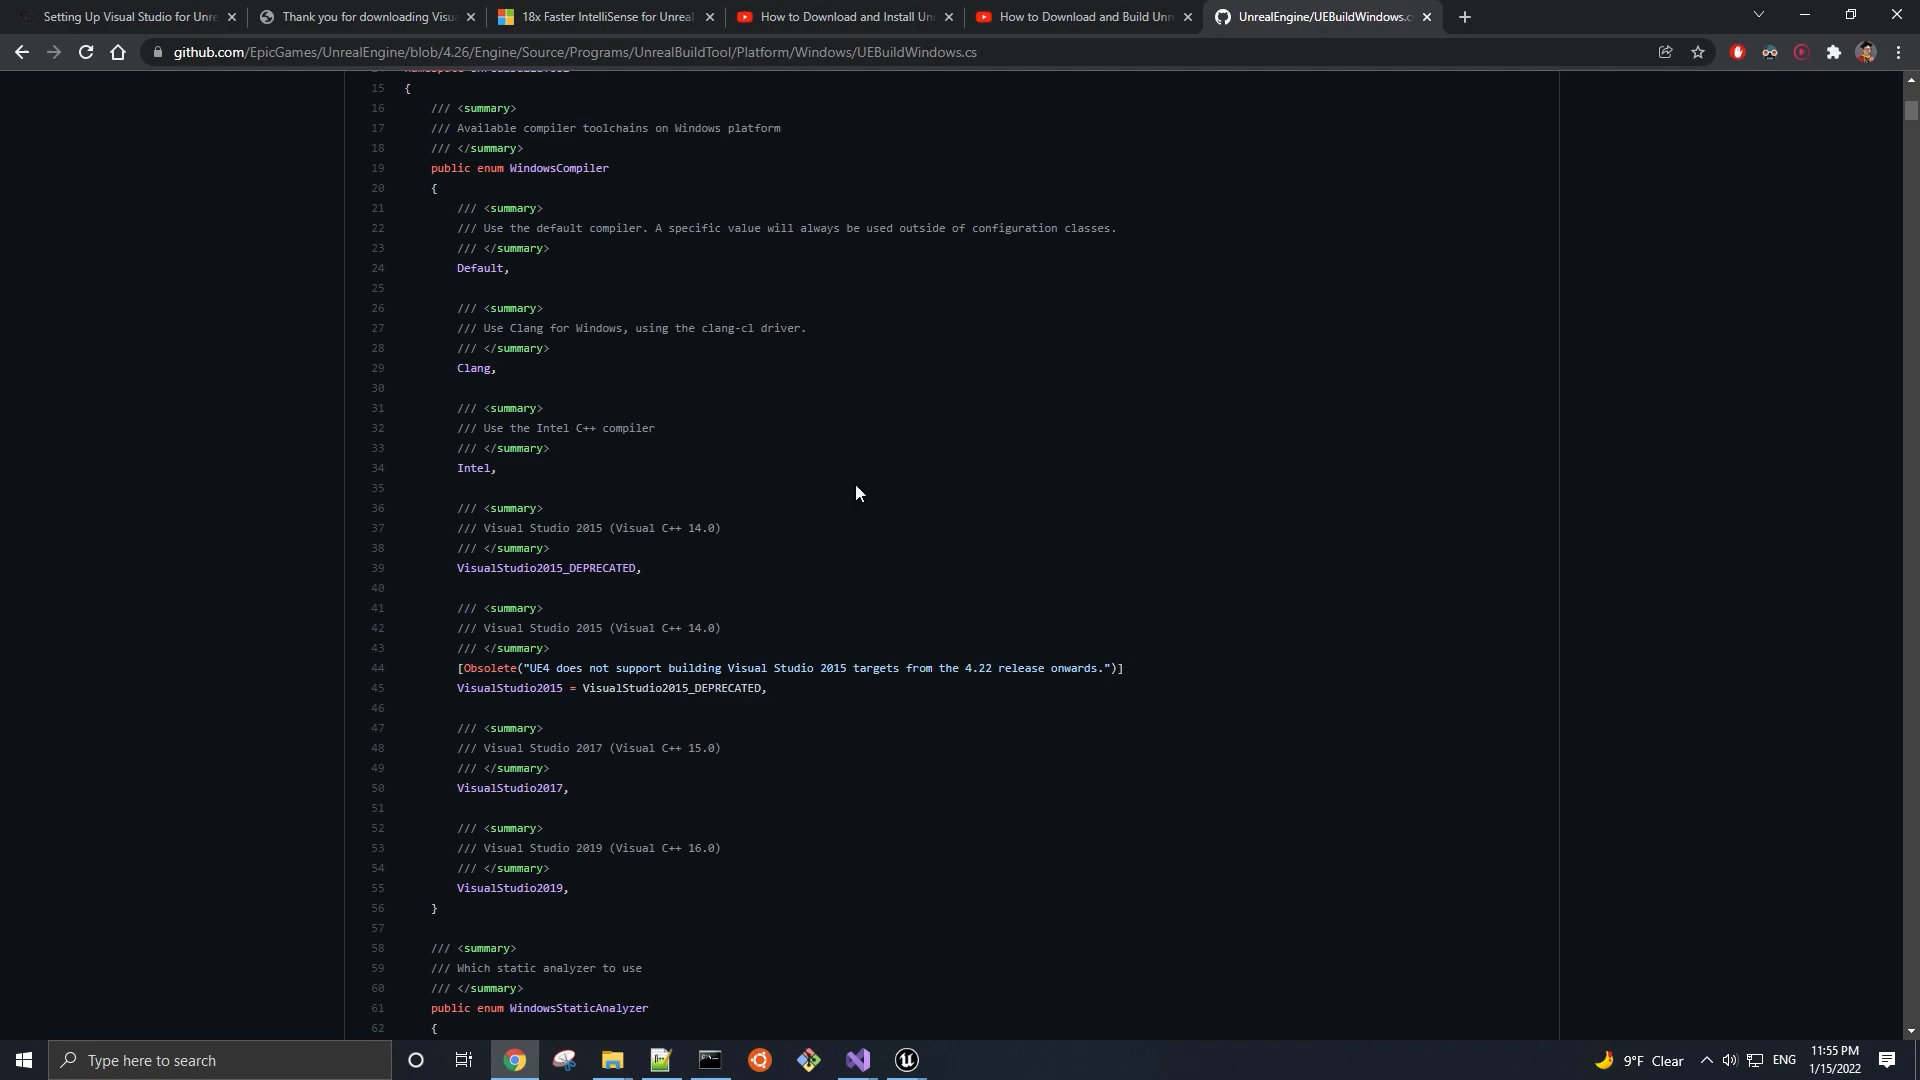 Setting Up Visual Studio for Unre
Thank you for downloading Visua
18x Faster IntelliSense for Unreal
How to Download and Install Un
How to Download and Build Unr
UnrealEngine/UEBuildWindows.c
github.com/EpicGames/UnrealEngine/blob/4.26/Engine/Source/Programs/UnrealBuildTool/Platform/Windows/UEBuildWindows.cs
15 {
16 /// <summary>
17 /// Available compiler toolchains on Windows platform
18 /// </summary>
19 public enum WindowsCompiler
20 {
21 /// <summary>
22 /// Use the default compiler. A specific value will always be used outside of configuration classes.
23 /// </summary>
24 Default,
25
26 /// <summary>
27 /// Use Clang for Windows, using the clang-cl driver.
28 /// </summary>
29 Clang,
30
31 /// <summary>
32 /// Use the Intel C++ compiler
33 /// </summary>
34 Intel,
35
36 /// <summary>
37 /// Visual Studio 2015 (Visual C++ 14.0)
38 /// </summary>
39 VisualStudio2015_DEPRECATED,
40
41 /// <summary>
42 /// Visual Studio 2015 (Visual C++ 14.0)
43 /// </summary>
44 [Obsolete("UE4 does not support building Visual Studio 2015 targets from the 4.22 release onwards.")]
45 VisualStudio2015 = VisualStudio2015_DEPRECATED,
46
47 /// <summary>
48 /// Visual Studio 2017 (Visual C++ 15.0)
49 /// </summary>
50 VisualStudio2017,
51
52 /// <summary>
53 /// Visual Studio 2019 (Visual C++ 16.0)
54 /// </summary>
55 VisualStudio2019,
56 }
57
58 /// <summary>
59 /// Which static analyzer to use
60 /// </summary>
61 public enum WindowsStaticAnalyzer
62 {
Type here to search
9°F Clear
ENG
11:55 PM
1/15/2022